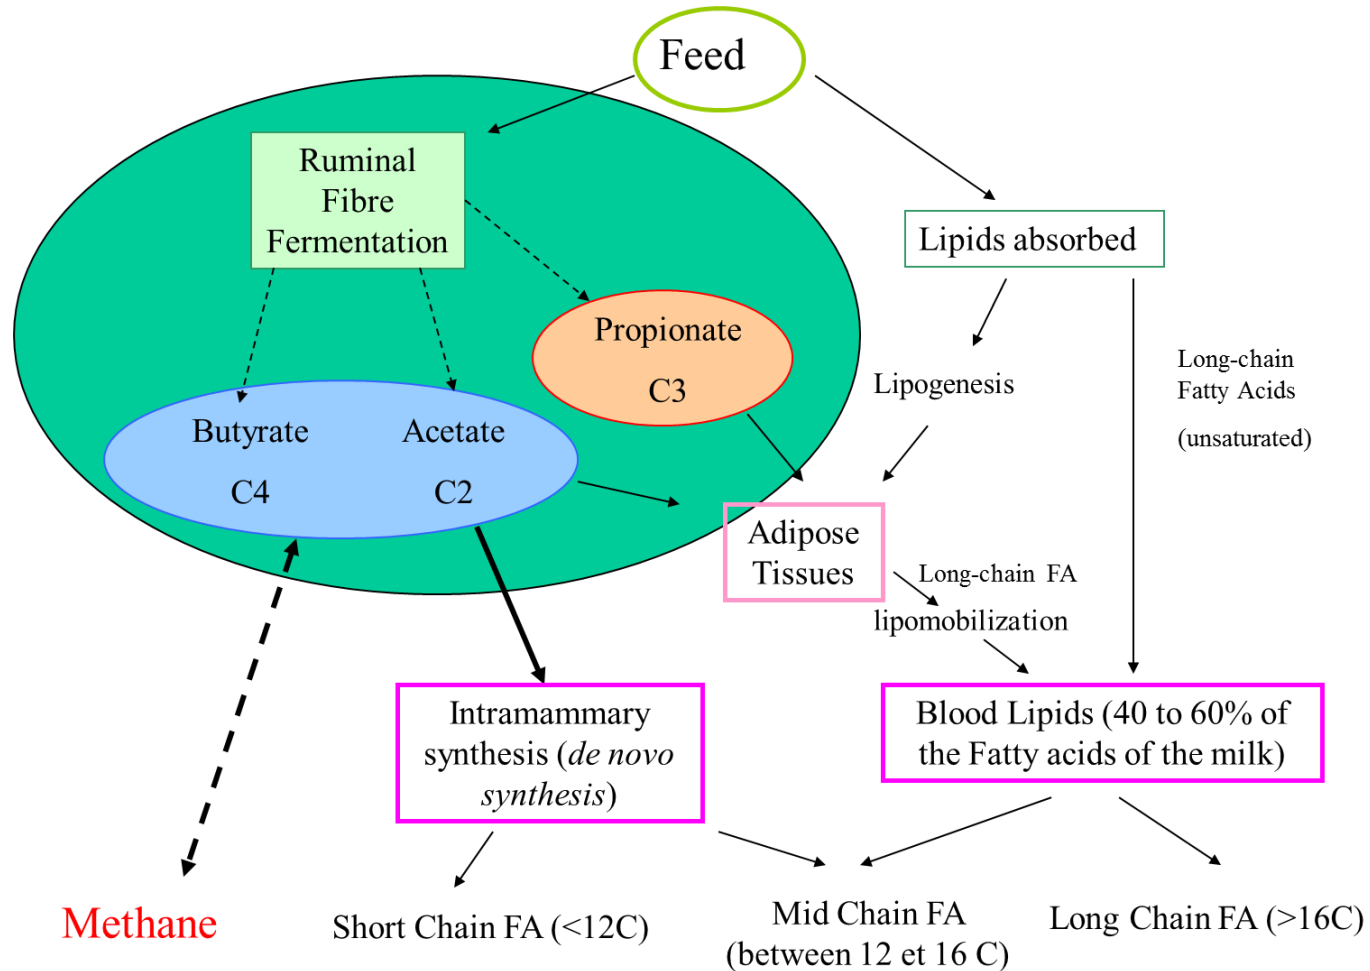 Feed
Ruminal
Fibre
Fermentation
Lipids absorbed
Propionate
C3
Long-chain
Fatty Acids
(unsaturated)
Lipogenesis
Butyrate
Acetate
C4
C2
Adipose
Tissues
Long-chain FA
lipomobilization
Intramammary
synthesis (de novo
synthesis)
Blood Lipids (40 to 60% of
the Fatty acids of the milk)
Methane
Short Chain FA (<12C)
Mid Chain FA
(between 12 et 16 C)
Long Chain FA (>16C)